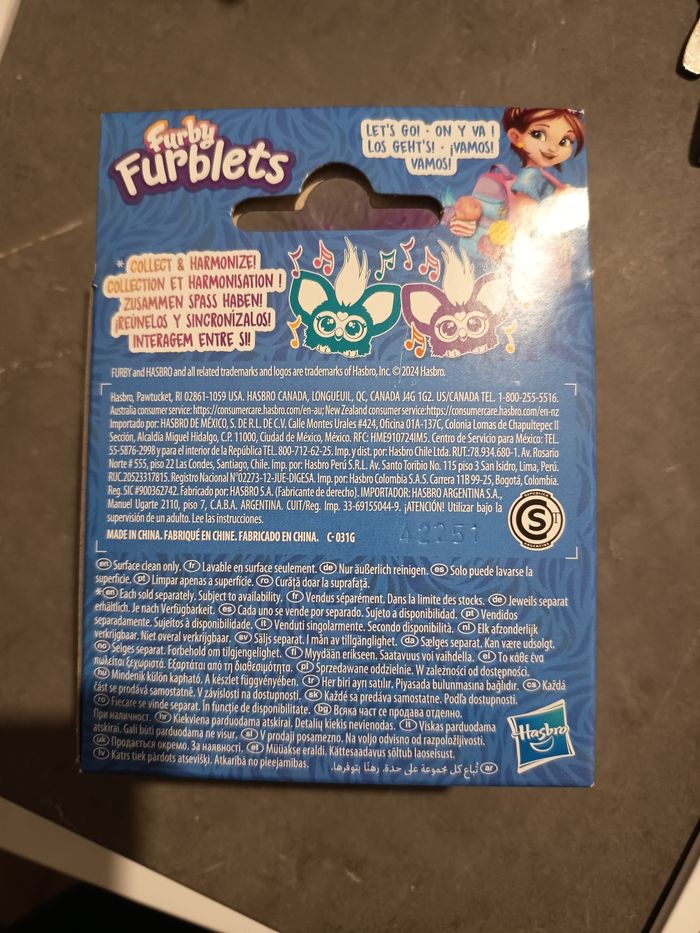 Furby
Furblets
LET'S GO! · ON Y VA !
LOS GEHT'S! · ¡VAMOS!
VAMOS!
* COLLECT & HARMONIZE!
COLLECTION ET HARMONISATION !
ZUSAMMEN SPASS HABEN!
¡REÚNELOS Y SINCRONÍZALOS!
INTERAGEM ENTRE SI!
FURBY and HASBRO and all related trademarks and logos are trademarks of Hasbro, Inc. © 2024 Hasbro.
Hasbro, Pawtucket, RI 02861-1059 USA. HASBRO CANADA, LONGUEUIL, QC, CANADA J4G 1G2. US/CANADA TEL. 1-800-255-5516.
Australia consumer service: https://consumercare.hasbro.com/en-au; New Zealand consumer service:https://consumercare.hasbro.com/en-nz
Importado por: HASBRO DE MÉXICO, S. DE R.L. DE C.V. Calle Montes Urales #424, Oficina 01A-137C, Colonia Lomas de Chapultepec II
Sección, Alcaldía Miguel Hidalgo, C.P. 11000, Ciudad de México, México. RFC: HME910724IM5. Centro de Servicio para México: TEL.
55-5876-2998 y para el interior de la República TEL. 800-712-62-25. Imp. y dist. por: Hasbro Chile Ltda. RUT.:78.934.680-1. Av. Rosario
Norte # 555, piso 22 Las Condes, Santiago, Chile. Imp. por: Hasbro Perú S.R.L. Av. Santo Toribio No. 115 piso 3 San Isidro, Lima, Perú.
RUC.20523317815. Registro Nacional N°02273-12-JUE-DIGESA. Imp. por: Hasbro Colombia S.A.S. Carrera 11B 99-25, Bogotá, Colombia.
Reg. SIC #900362742. Fabricado por: HASBRO S.A. (Fabricante de derecho). IMPORTADOR: HASBRO ARGENTINA S.A.,
Manuel Ugarte 2110, piso 7, C.A.B.A. ARGENTINA. CUIT/Reg. Imp. 33-69155044-9. ¡ATENCIÓN! Utilizar bajo la
supervisión de un adulto. Lee las instrucciones.
S
ARGENTINA
MADE IN CHINA. FABRIQUÉ EN CHINE. FABRICADO EN CHINA. C-031G
42251
en Surface clean only. fr Lavable en surface seulement. de Nur äußerlich reinigen. es Solo puede lavarse la
superficie. pt Limpar apenas a superfície. ro Curăță doar la suprafață.
* en Each sold separately. Subject to availability. fr Vendus séparément. Dans la limite des stocks. de Jeweils separat
erhältlich. Je nach Verfügbarkeit. es Cada uno se vende por separado. Sujeto a disponibilidad. pt Vendidos
separadamente. Sujeitos à disponibilidade. it Venduti singolarmente. Secondo disponibilità. nl Elk afzonderlijk
verkrijgbaar. Niet overal verkrijgbaar. sv Säljs separat. I mån av tillgänglighet. da Sælges separat. Kan være udsolgt.
no Selges separat. Forbehold om tilgjengelighet. fi Myydään erikseen. Saatavuus voi vaihdella. el Το κάθε ένα
πωλείται ξεχωριστά. Εξαρτάται από τη διαθεσιμότητα. pl Sprzedawane oddzielnie. W zależności od dostępności.
hu Mindenik külön kapható. A készlet függvényében. tr Her biri ayrı satılır. Piyasada bulunmasına bağlıdır. cs Každá
část se prodává samostatně. V závislosti na dostupnosti. sk Každé sa predáva samostatne. Podľa dostupnosti.
ro Fiecare se vinde separat. În funcție de disponibilitate. bg Всяка част се продава отделно.
При наличност. hr Kiekviena parduodama atskirai. Detalių kiekis nevienodas. lt Viskas parduodama
atskirai. Gali būti parduodama ne visur. sl V prodaji posamezno. Na voljo odvisno od razpoložljivosti.
uk Продається окремо. За наявності. et Müüakse eraldi. Kättesaadavus sõltub laoseisust.
lv Katrs tiek pārdots atsevišķi. Atkarībā no pieejamības. ar تُباع كل مجموعة على حدة. رهنًا بتوفرها.
Hasbro